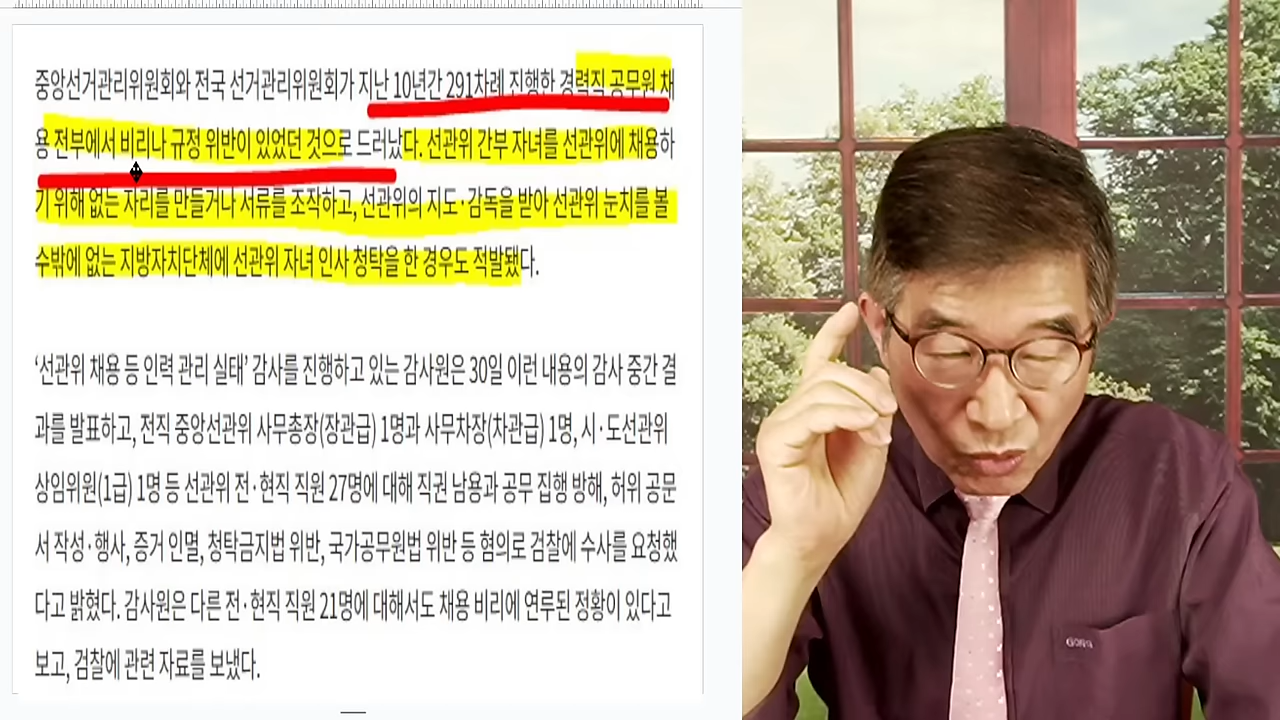 중앙선거관리위원회와 전국 선거관리위원회가 지난 10년간 291차례 진행한 경력직 공무원 채
용 전부에서 비리나 규정 위반이 있었던 것으로 드러났다. 선관위 간부 자녀를 선관위에 채용하
기 위해 없는 자리를 만들거나 서류를 조작하고, 선관위의 지도·감독을 받아 선관위 눈치를 볼
수밖에 없는 지방자치단체에 선관위 자녀 인사 청탁을 한 경우도 적발됐다.
‘선관위 채용 등 인력 관리 실태’ 감사를 진행하고 있는 감사원은 30일 이런 내용의 감사 중간 결
과를 발표하고, 전직 중앙선관위 사무총장(장관급) 1명과 사무차장(차관급) 1명, 시·도선관위
상임위원(1급) 1명 등 선관위 전·현직 직원 27명에 대해 직권 남용과 공무 집행 방해, 허위 공문
서 작성·행사, 증거 인멸, 청탁금지법 위반, 국가공무원법 위반 등 혐의로 검찰에 수사를 요청했
다고 밝혔다. 감사원은 다른 전·현직 직원 21명에 대해서도 채용 비리에 연루된 정황이 있다고
보고, 검찰에 관련 자료를 보냈다.